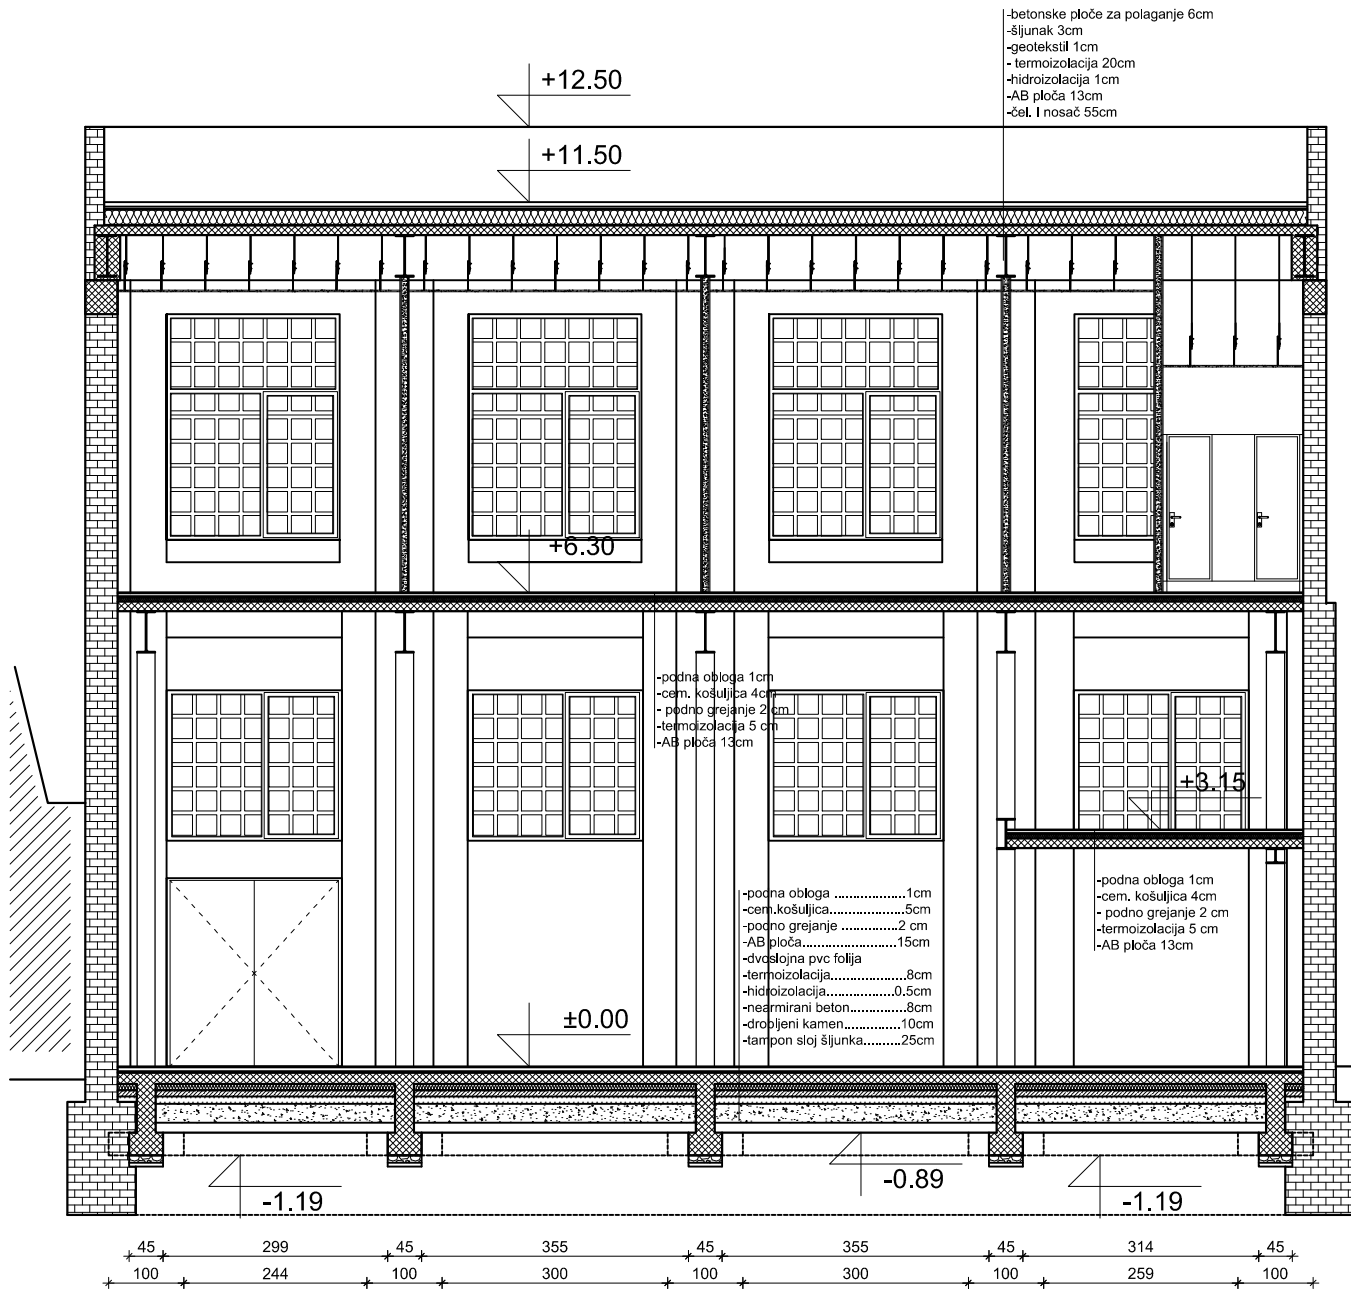 -betonske ploče za polaganje 6cm
-šljunak 3cm
-geotekstil 1cm
- termoizolacija 20cm
-hidroizolacija 1cm
-AB ploča 13cm
-čel. I nosač 55cm
+12.50
+11.50
+6.30
-podna obloga 1cm
-cem. košuljica 4cm
- podno grejanje 2 cm
-termoizolacija 5 cm
-AB ploča 13cm
+3.15
-podna obloga 1cm
-cem. košuljica 4cm
- podno grejanje 2 cm
-termoizolacija 5 cm
-AB ploča 13cm
-podna obloga ............1cm
-cem.košuljica.............5cm
-podno grejanje ..........2 cm
-AB ploča.................15cm
-dvoslojna pvc folija
-termoizolacija.............8cm
-hidroizolacija............0.5cm
-nearmirani beton..........8cm
-drobljeni kamen..........10cm
-tampon sloj šljunka.......25cm
±0.00
-1.19
-0.89
-1.19
45 299 45 355 45 355 45 314 45
100 244 100 300 100 300 100 259 100